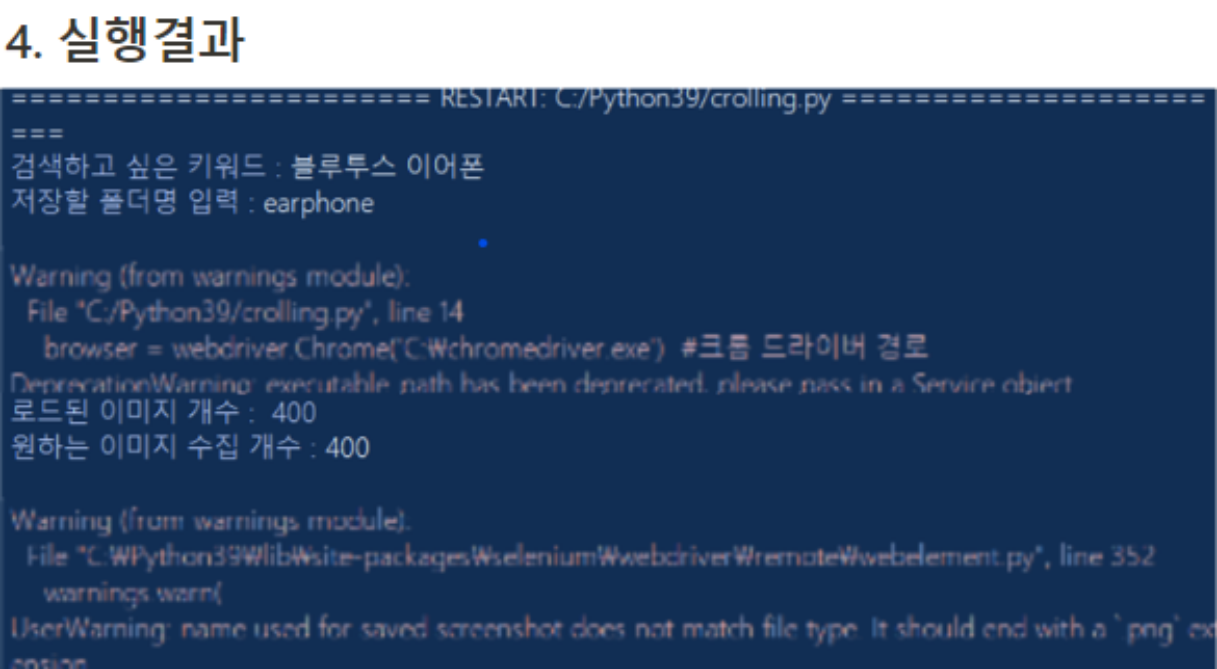 4. 실행결과
======================= RESTART: C:/Python39/crolling.py ====================
===
검색하고 싶은 키워드 : 블루투스 이어폰
저장할 폴더명 입력 : earphone
Warning (from warnings module):
File "C:/Python39/crolling.py", line 14
browser = webdriver.Chrome("C:₩chromedriver.exe") #크롬 드라이버 경로
DeprecationWarning: executable_path has been deprecated, please pass in a Service object
로드된 이미지 개수 : 400
원하는 이미지 수집 개수 : 400
Warning (from warnings module):
File "C:₩Python39₩lib₩site-packages₩selenium₩webdriver₩remote₩webelement.py", line 352
warnings.warn(
UserWarning: name used for saved screenshot does not match file type. It should end with a `.png` ext
ension